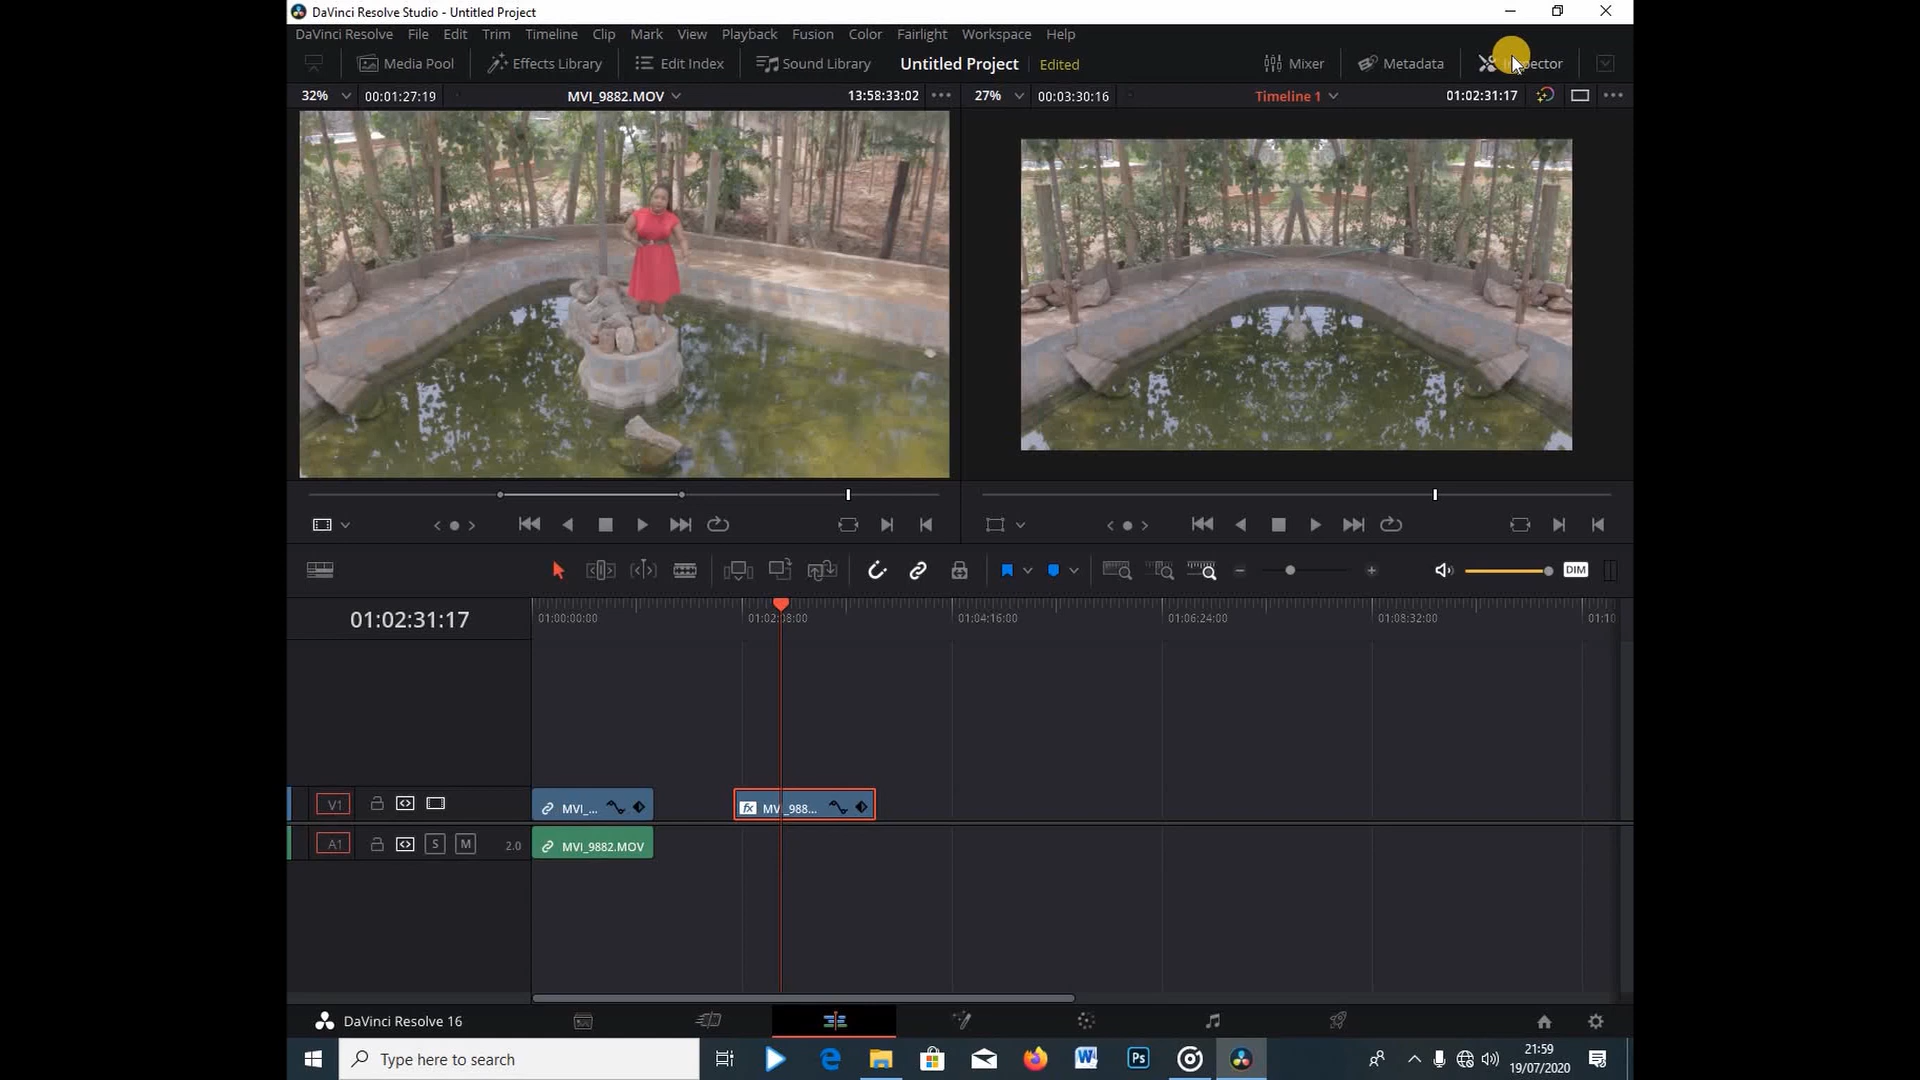 DaVinci Resolve Studio - Untitled Project
DaVinci Resolve File Edit Trim Timeline Clip Mark View Playback Fusion Color Fairlight Workspace Help
Media Pool Effects Library Edit Index Sound Library Untitled Project Edited Mixer Metadata Inspector
32% 00:01:27:19 MVI_9882.MOV 13:58:33:02 27% 00:03:30:16 Timeline 1 01:02:31:17
DIM
01:02:31:17 01:00:00:00 01:02:08:00 01:04:16:00 01:06:24:00 01:08:32:00 01:10
V1 MVI_... fx MVI_988...
A1 S M 2.0 MVI_9882.MOV
DaVinci Resolve 16
Type here to search W Ps 21:59
19/07/2020